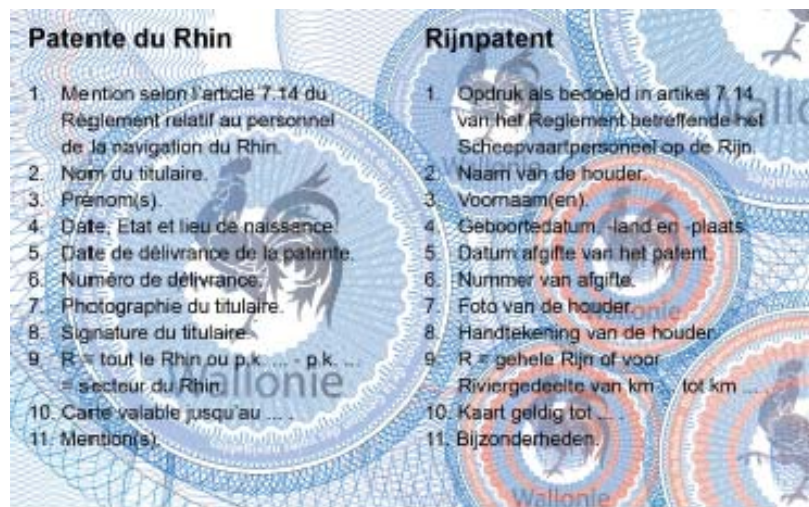 Patente du Rhin
1. Mention selon l'article 7.14 du
Règlement relatif au personnel
de la navigation du Rhin.
2. Nom du titulaire.
3. Prénom(s).
4. Date, Etat et lieu de naissance.
5. Date de délivrance de la patente.
6. Numéro de délivrance.
7. Photographie du titulaire.
8. Signature du titulaire.
9. R = tout le Rhin ou p.k. ... - p.k. ...
= secteur du Rhin.
10. Carte valable jusqu'au ... .
11. Mention(s).
Rijnpatent
1. Opdruk als bedoeld in artikel 7.14
van het Reglement betreffende het
Scheepvaartpersoneel op de Rijn.
2. Naam van de houder.
3. Voornaam(en).
4. Geboortedatum, -land en -plaats.
5. Datum afgifte van het patent.
6. Nummer van afgifte.
7. Foto van de houder.
8. Handtekening van de houder.
9. R = gehele Rijn of voor
Riviergedeelte van km ... tot km ... .
10. Kaart geldig tot ... .
11. Bijzonderheden.
Wallonie
Wallonie
Wallonie